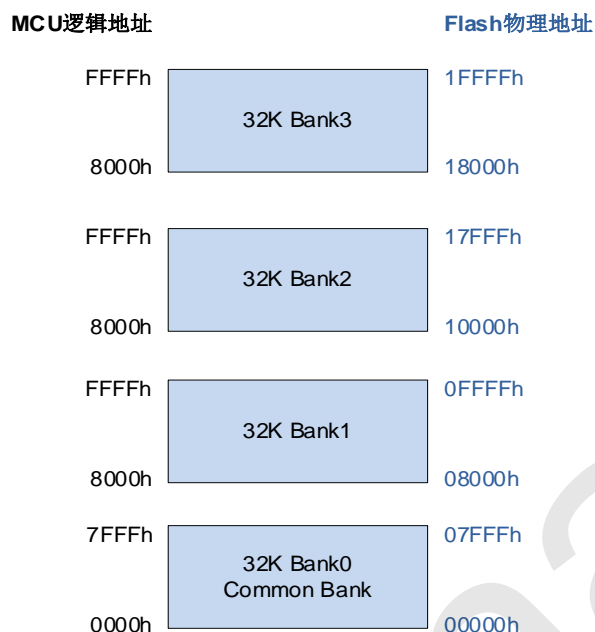 MCU逻辑地址 Flash物理地址
FFFFh 1FFFFh
32K Bank3
8000h 18000h
FFFFh 17FFFh
32K Bank2
8000h 10000h
FFFFh 0FFFFh
32K Bank1
8000h 08000h
7FFFh 07FFFh
32K Bank0
Common Bank
0000h 00000h